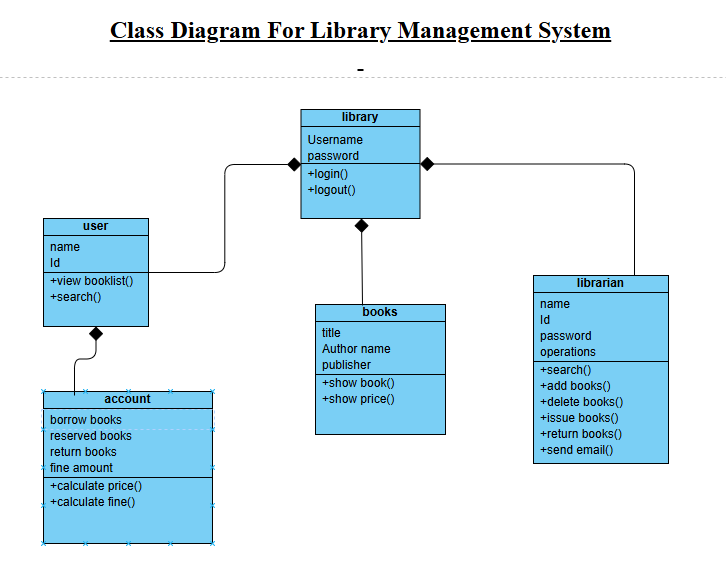 Class Diagram For Library Management System
-
library
Username
password
+login()
+logout()
user
name
Id
+view booklist()
+search()
books
title
Author name
publisher
+show book()
+show price()
librarian
name
Id
password
operations
+search()
+add books()
+delete books()
+issue books()
+return books()
+send email()
account
borrow books
reserved books
return books
fine amount
+calculate price()
+calculate fine()